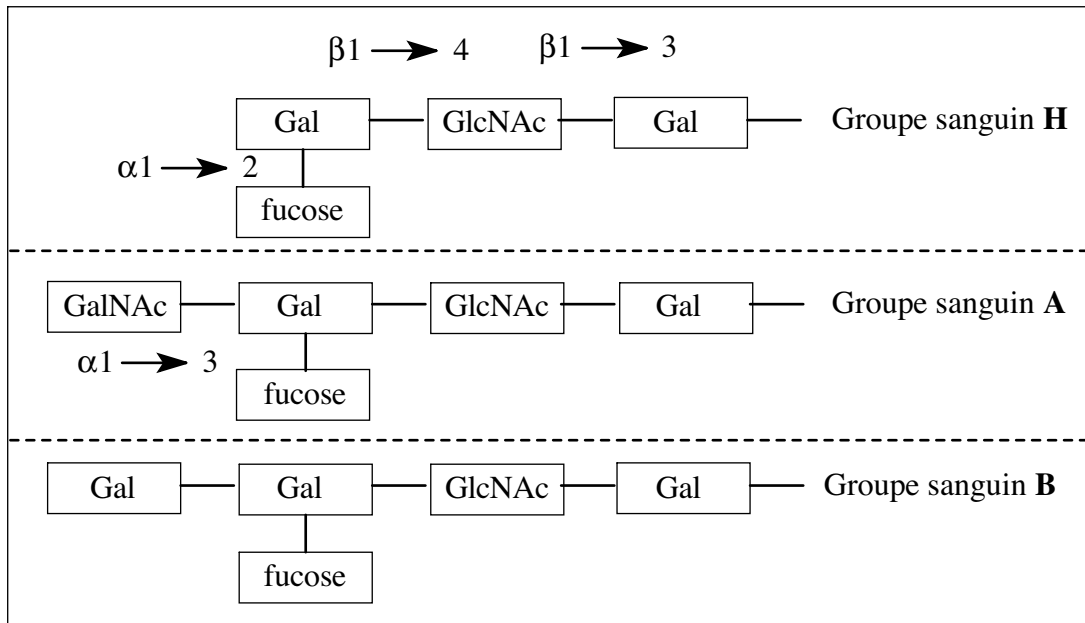 β1 → 4 β1 → 3
Gal GlcNAc Gal Groupe sanguin H
α1 → 2
fucose
GalNAc Gal GlcNAc Gal Groupe sanguin A
α1 → 3
fucose
Gal Gal GlcNAc Gal Groupe sanguin B
fucose